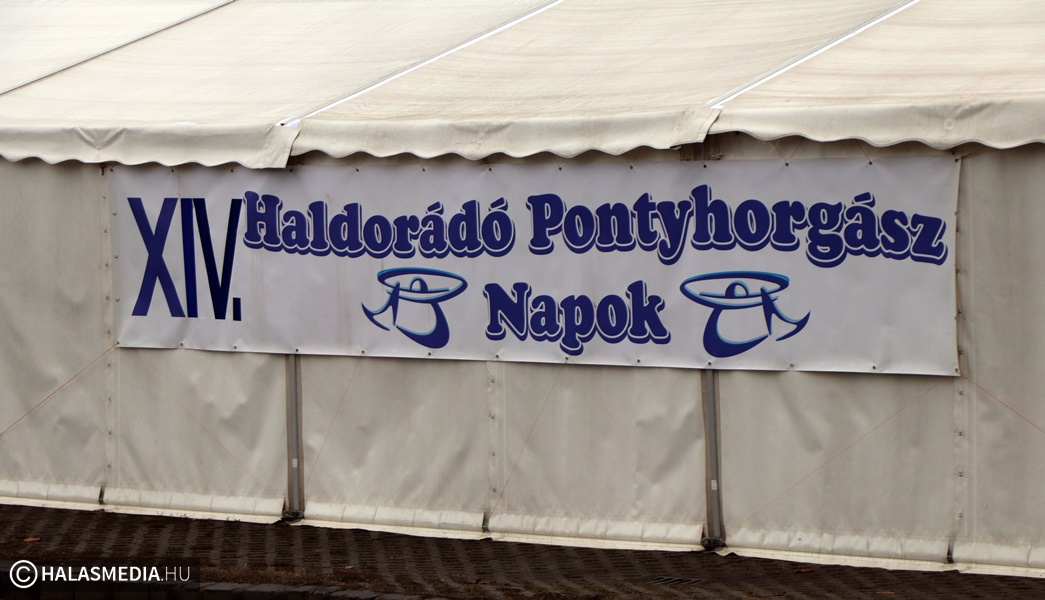 XIV. Haldorádó Pontyhorgász
Napok
© HALASMEDIA.HU